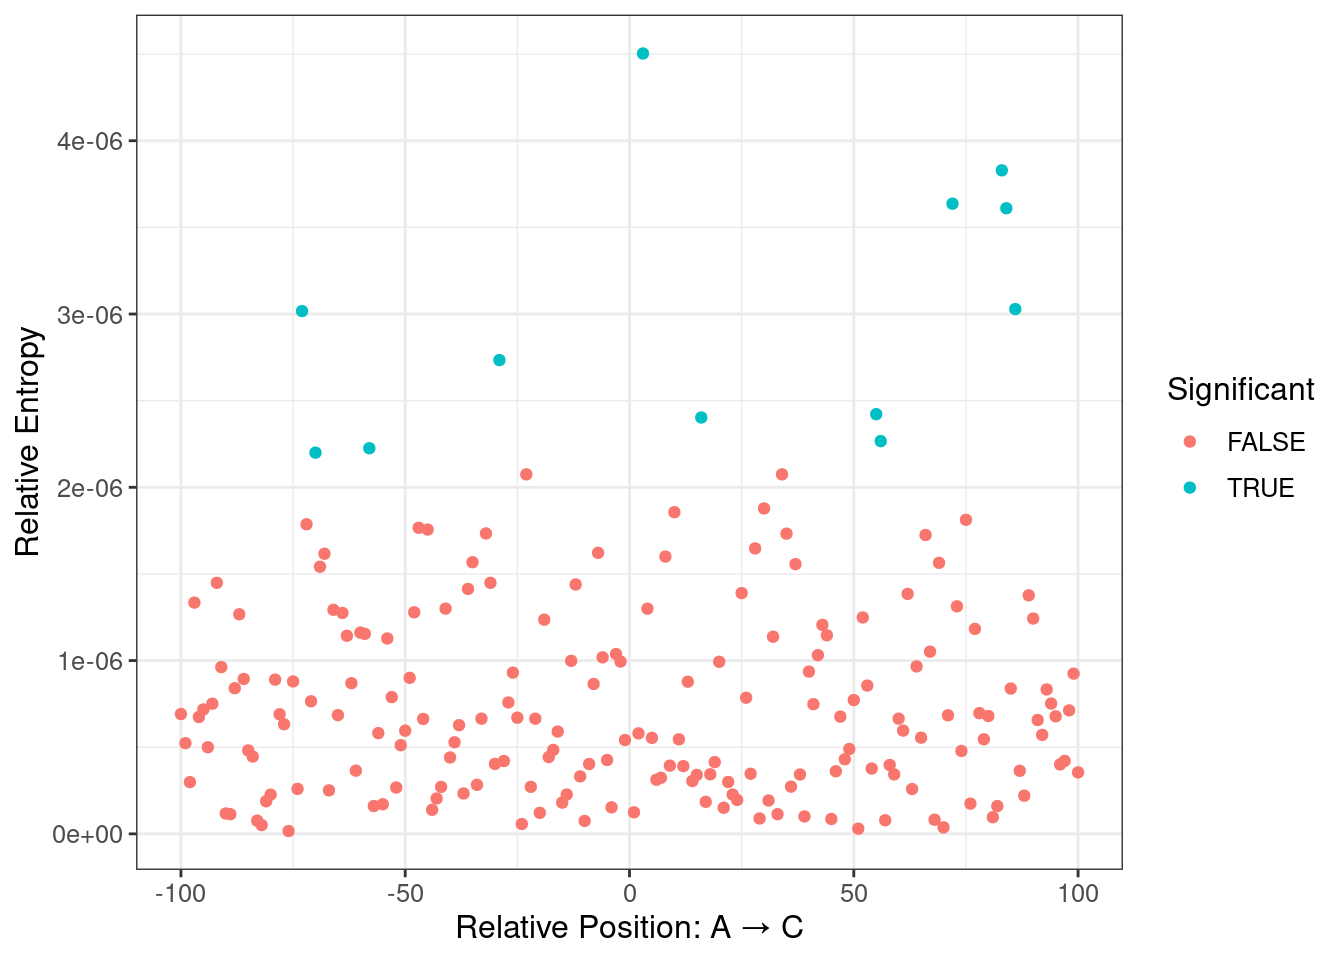 4e-06
3e-06
2e-06
1e-06
0e+00
Relative Entropy
-100 -50 0 50 100
Relative Position: A → C
Significant
FALSE
TRUE